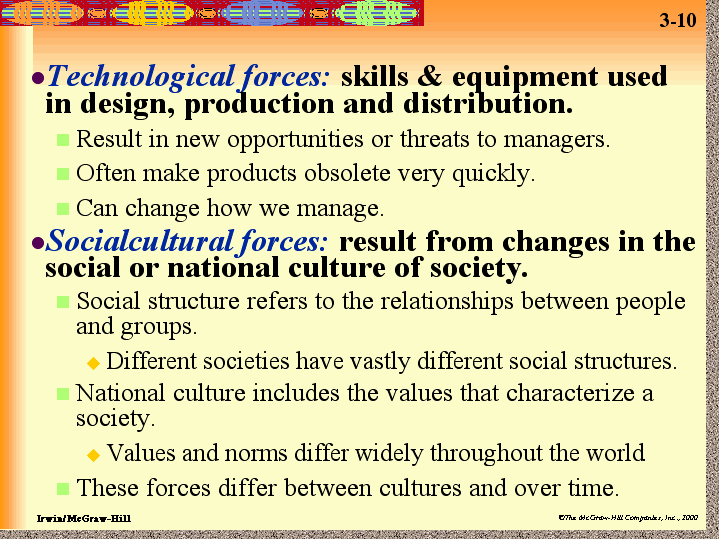 3-10
Technological forces: skills & equipment used
in design, production and distribution.
Result in new opportunities or threats to managers.
Often make products obsolete very quickly.
Can change how we manage.
Socialcultural forces: result from changes in the
social or national culture of society.
Social structure refers to the relationships between people
and groups.
Different societies have vastly different social structures.
National culture includes the values that characterize a
society.
Values and norms differ widely throughout the world
These forces differ between cultures and over time.
Irwin/McGraw-Hill
©The McGraw-Hill Companies, Inc., 2000